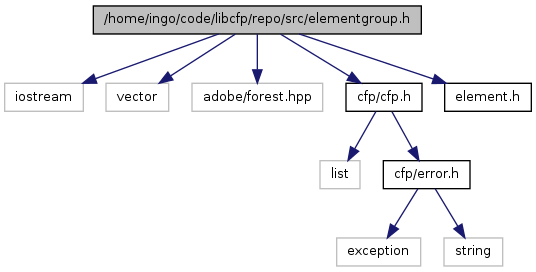 /home/ingo/code/libcfp/repo/src/elementgroup.h
iostream
vector
adobe/forest.hpp
cfp/cfp.h
element.h
list
cfp/error.h
exception
string